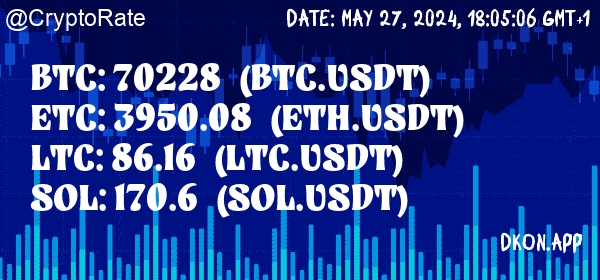 @CryptoRate
DATE: MAY 27, 2024, 18:05:06 GMT+1
BTC: 70228 (BTC.USDT)
ETC: 3950.08 (ETH.USDT)
LTC: 86.16 (LTC.USDT)
SOL: 170.6 (SOL.USDT)
DKON.APP